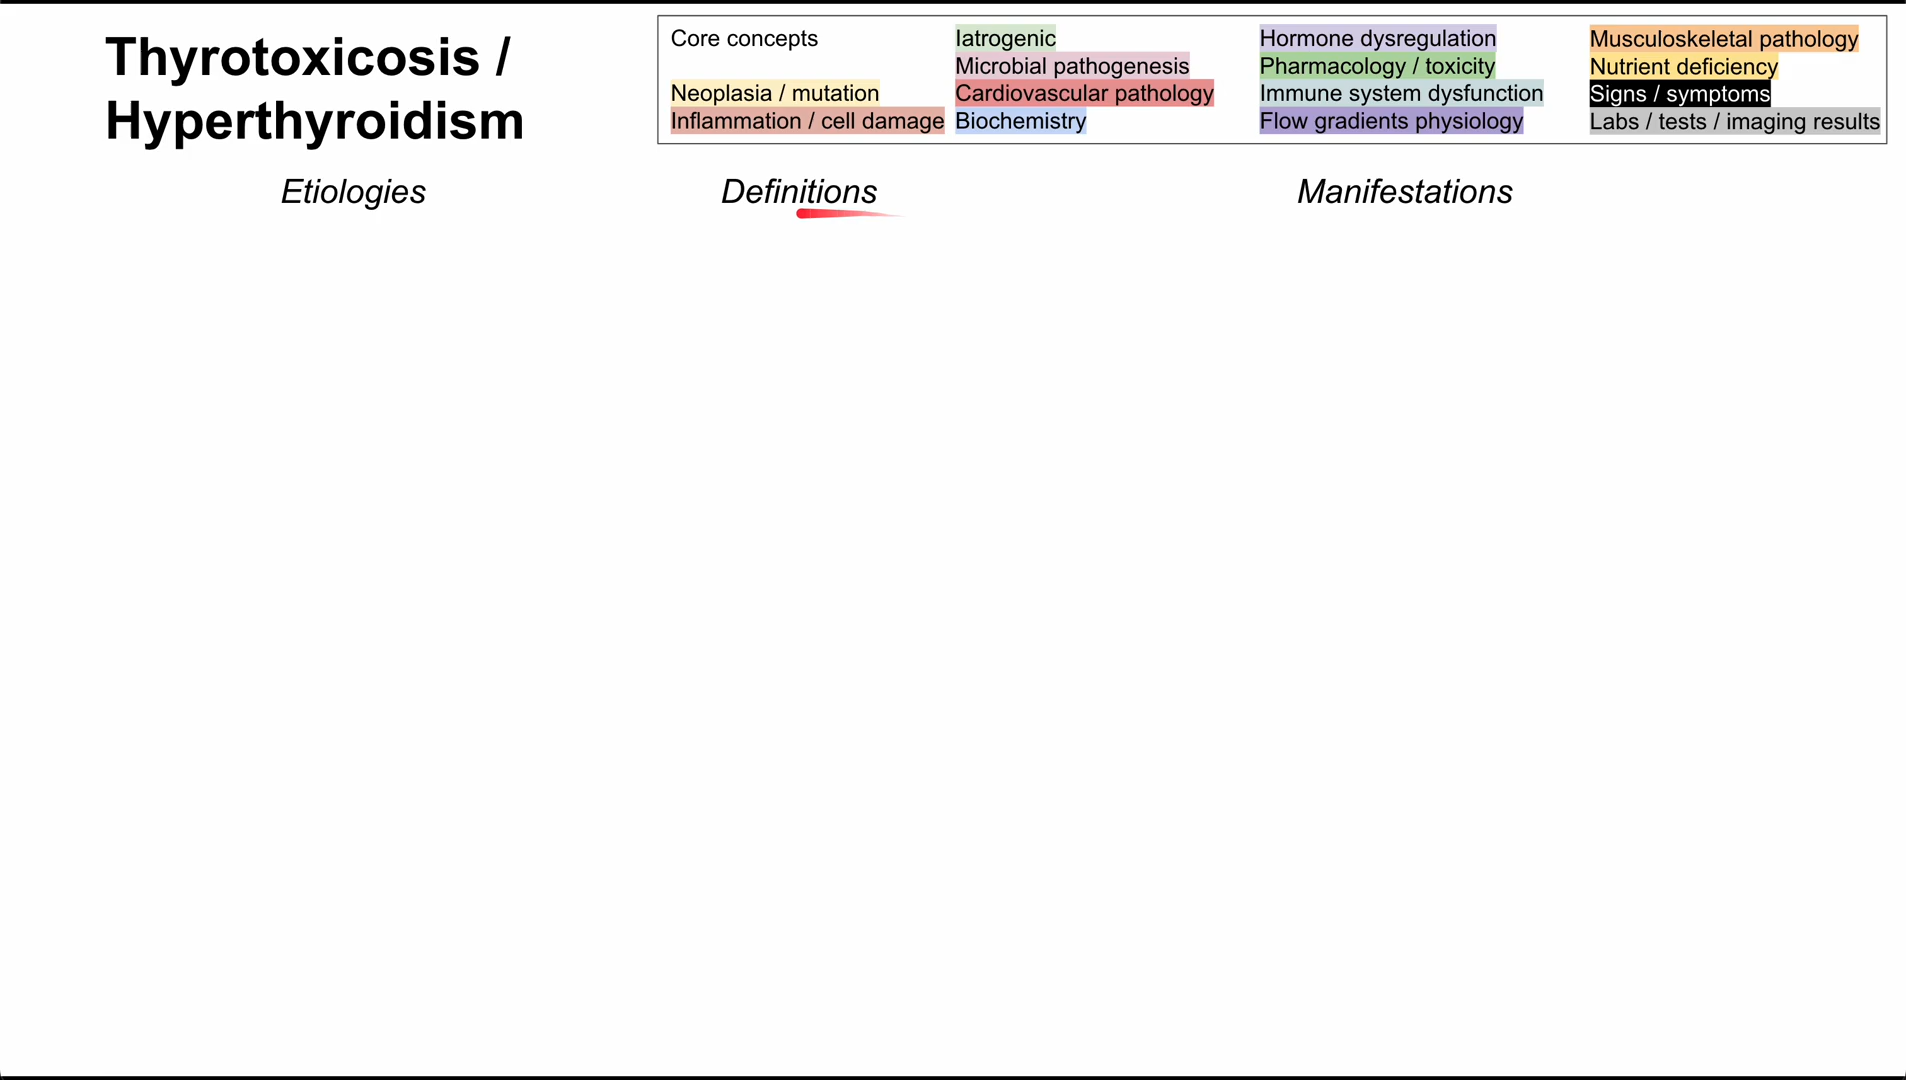 Thyrotoxicosis /
Hyperthyroidism
Core concepts
Neoplasia / mutation
Inflammation / cell damage
Iatrogenic
Microbial pathogenesis
Cardiovascular pathology
Biochemistry
Hormone dysregulation
Pharmacology / toxicity
Immune system dysfunction
Flow gradients physiology
Musculoskeletal pathology
Nutrient deficiency
Signs / symptoms
Labs / tests / imaging results
Etiologies
Definitions
Manifestations